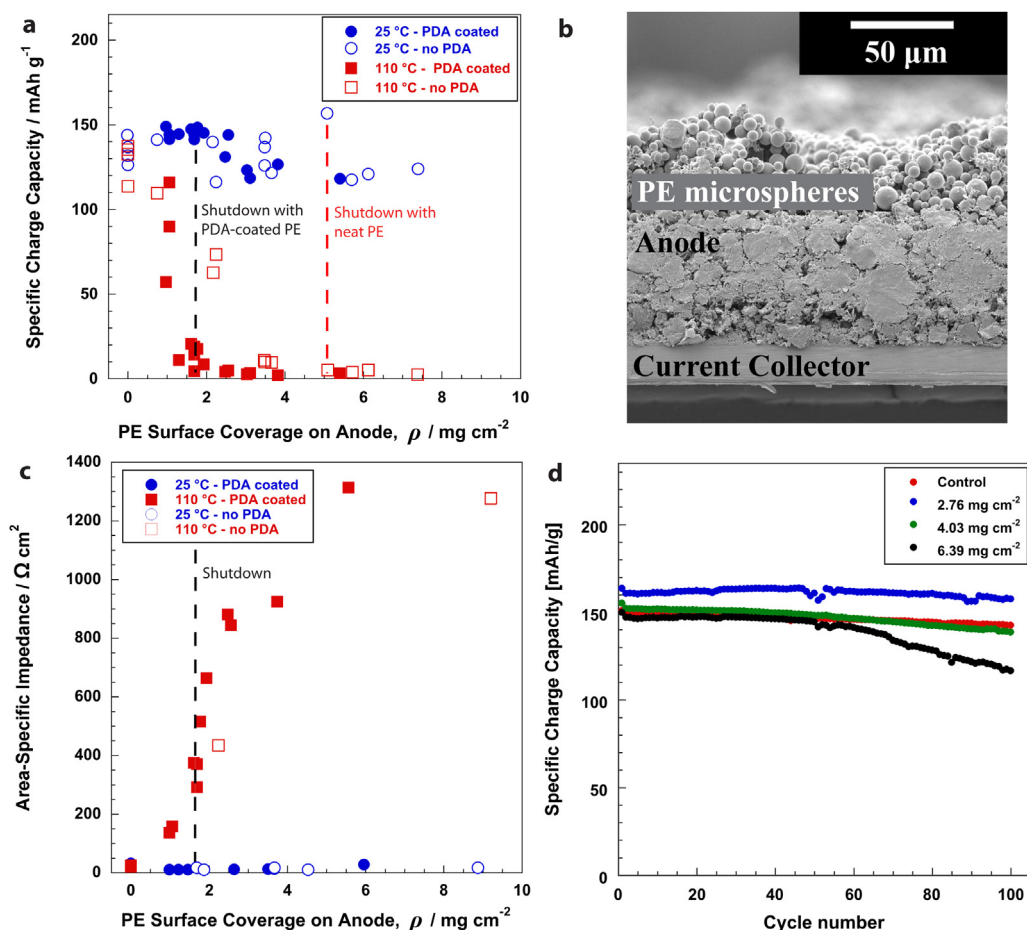 a
25 °C - PDA coated
25 °C - no PDA
110 °C - PDA coated
110 °C - no PDA
200
150
100
50
0
Specific Charge Capacity / mAh g⁻¹
Shutdown with
PDA-coated PE
Shutdown with
neat PE
0 2 4 6 8 10
PE Surface Coverage on Anode, ρ / mg cm⁻²
b
50 µm
PE microspheres
Anode
Current Collector
c
25 °C - PDA coated
110 °C - PDA coated
25 °C - no PDA
110 °C - no PDA
1400
1200
1000
800
600
400
200
0
Area-Specific Impedance / Ω cm²
Shutdown
0 2 4 6 8 10
PE Surface Coverage on Anode, ρ / mg cm⁻²
d
Control
2.76 mg cm⁻²
4.03 mg cm⁻²
6.39 mg cm⁻²
200
150
100
50
0
Specific Charge Capacity [mAh/g]
0 20 40 60 80 100
Cycle number